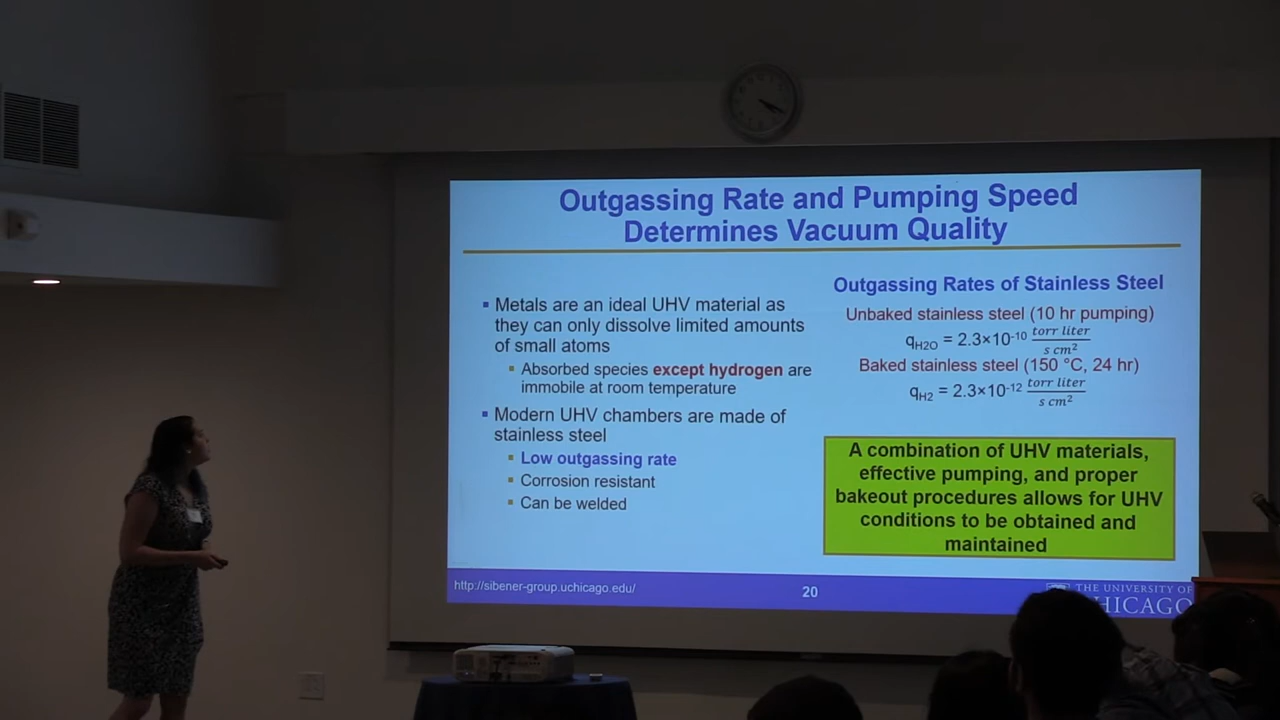 Outgassing Rate and Pumping Speed
Determines Vacuum Quality
▪ Metals are an ideal UHV material as
they can only dissolve limited amounts
of small atoms
▪ Absorbed species except hydrogen are
immobile at room temperature
▪ Modern UHV chambers are made of
stainless steel
▪ Low outgassing rate
▪ Corrosion resistant
▪ Can be welded
Outgassing Rates of Stainless Steel
Unbaked stainless steel (10 hr pumping)
qH2O = 2.3×10⁻¹⁰ torr liter / s cm²
Baked stainless steel (150 °C, 24 hr)
qH2 = 2.3×10⁻¹² torr liter / s cm²
A combination of UHV materials,
effective pumping, and proper
bakeout procedures allows for UHV
conditions to be obtained and
maintained
http://sibener-group.uchicago.edu/
20
THE UNIVERSITY OF
CHICAGO